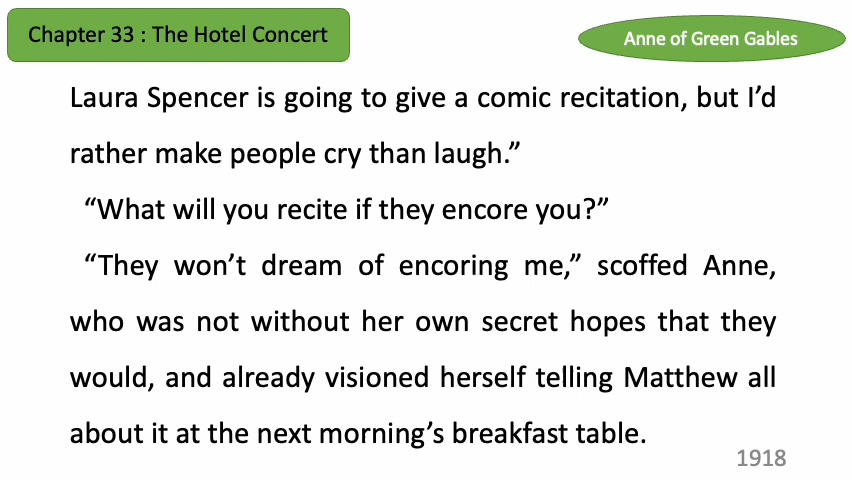 Chapter 33 : The Hotel Concert
Anne of Green Gables
Laura Spencer is going to give a comic recitation, but I’d
rather make people cry than laugh.”
“What will you recite if they encore you?”
“They won’t dream of encoring me,” scoffed Anne,
who was not without her own secret hopes that they
would, and already visioned herself telling Matthew all
about it at the next morning’s breakfast table.
1918